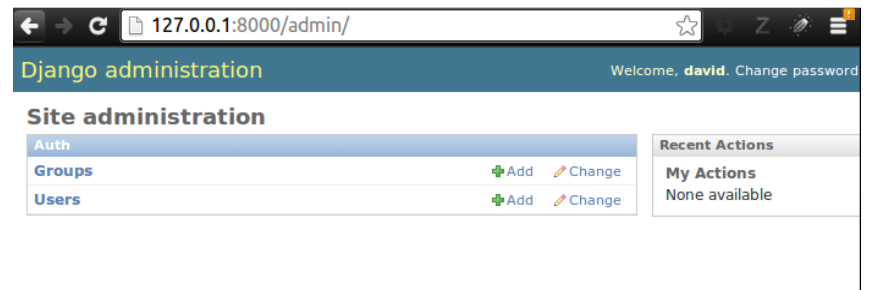 127.0.0.1:8000/admin/
Z
Django administration
Welcome, david. Change password
Site administration
Auth
Groups Add Change
Users Add Change
Recent Actions
My Actions
None available